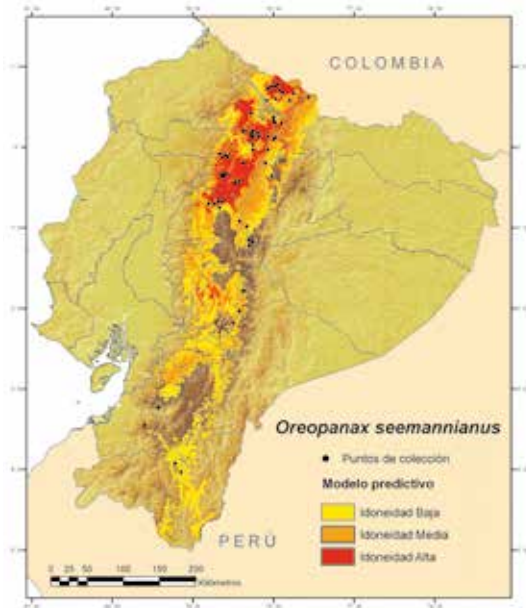 COLOMBIA
Oreopanax seemannianus
Puntos de colección
Modelo predictivo
Idoneidad Baja
Idoneidad Media
Idoneidad Alta
PERÚ
0 25 50 100 150 200
Kilómetros